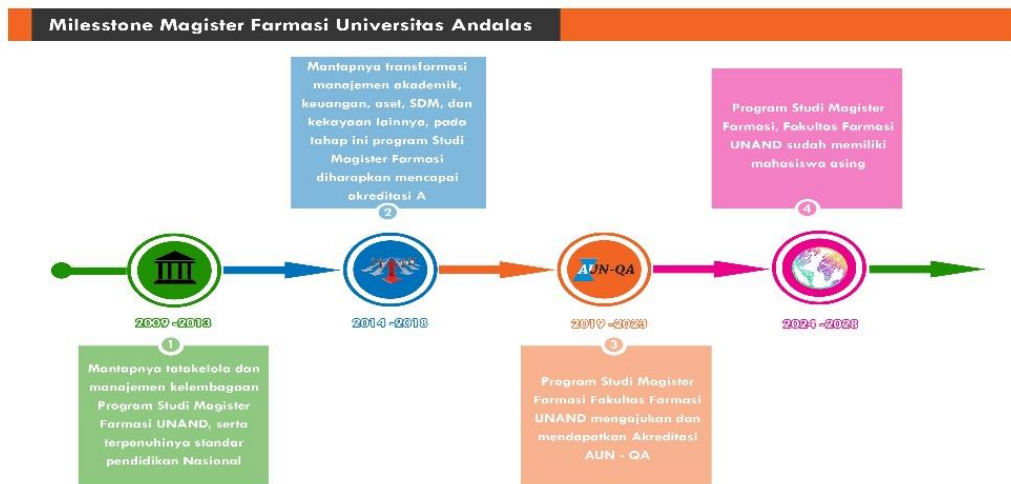 Milesstone Magister Farmasi Universitas Andalas
Mantapnya transformasi
manajemen akademik,
keuangan, aset, SDM, dan
kekayaan lainnya, pada
tahap ini program Studi
Magister Farmasi
diharapkan mencapai
akreditasi A
2
Program Studi Magister
Farmasi, Fakultas Farmasi
UNAND sudah memiliki
mahasiswa asing
4
AUN-QA
2009 -2013
2014 -2018
2019 -2023
2024 -2028
1
Mantapnya tatakelola dan
manajemen kelembagaan
Program Studi Magister
Farmasi UNAND, serta
terpenuhinya standar
pendidikan Nasional
3
Program Studi Magister
Farmasi Fakultas Farmasi
UNAND mengajukan dan
mendapatkan Akreditasi
AUN - QA